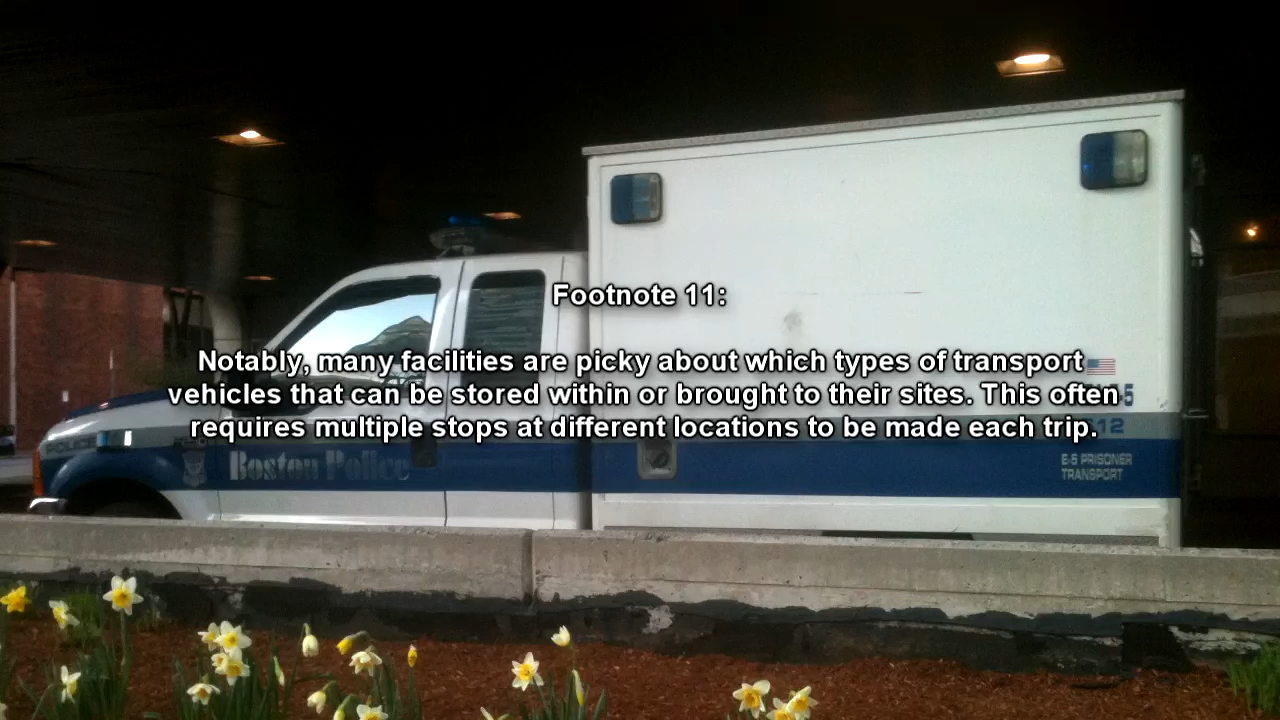 Footnote 11:
Notably, many facilities are picky about which types of transport
vehicles that can be stored within or brought to their sites. This often
requires multiple stops at different locations to be made each trip.
POLICE
Boston Police
E-5 PRISONER
TRANSPORT